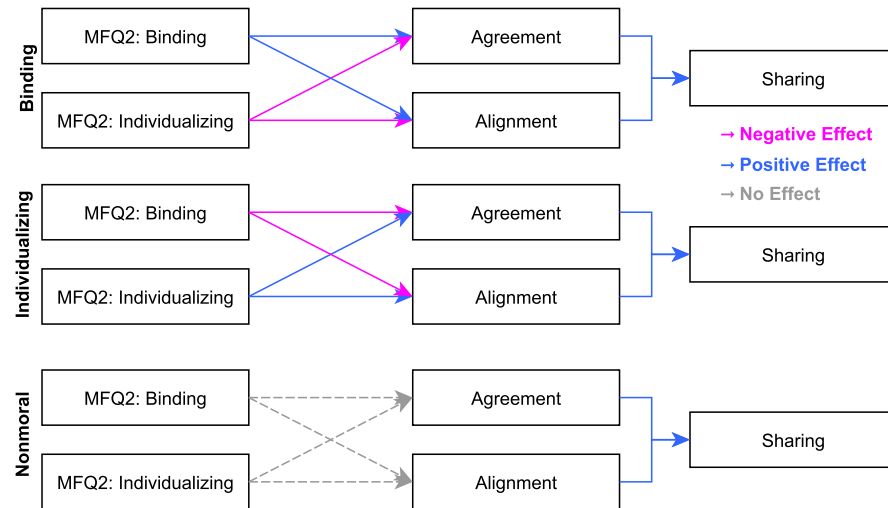 Binding
MFQ2: Binding
Agreement
MFQ2: Individualizing
Alignment
Sharing
→ Negative Effect
→ Positive Effect
→ No Effect
Individualizing
MFQ2: Binding
Agreement
MFQ2: Individualizing
Alignment
Sharing
Nonmoral
MFQ2: Binding
Agreement
MFQ2: Individualizing
Alignment
Sharing